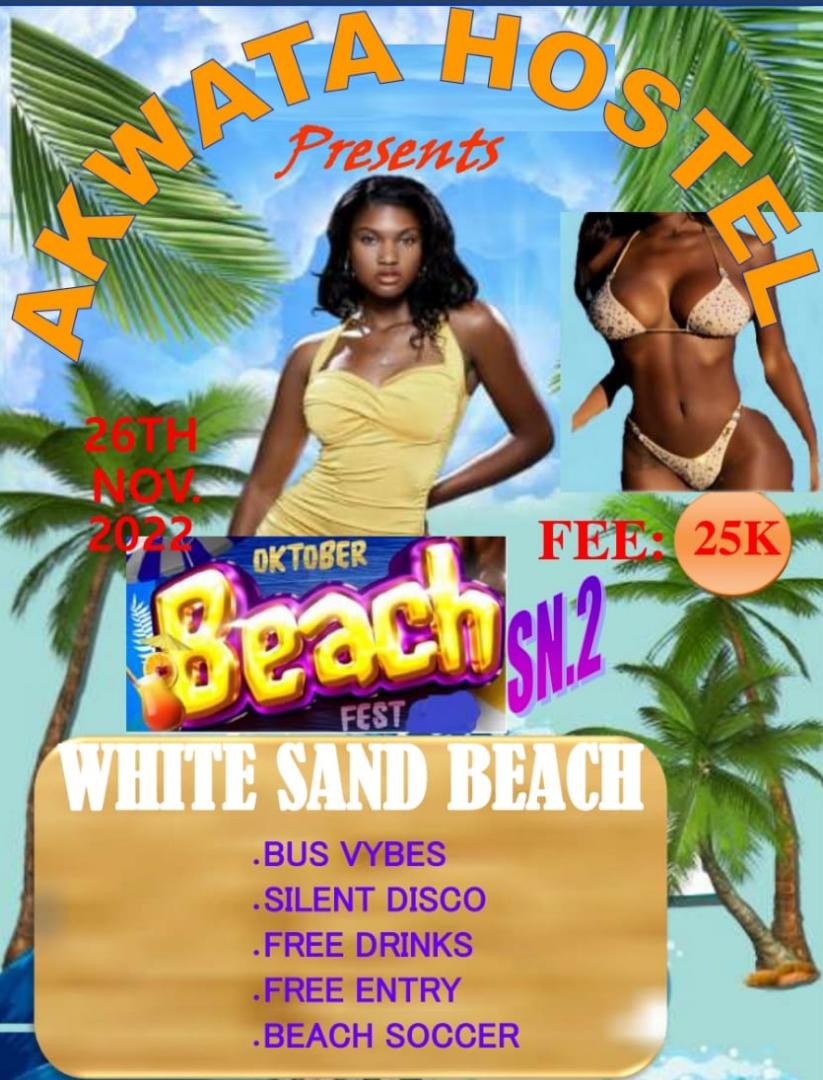 AKWATA HOSTEL
Presents
26TH
NOV.
2022
FEE: 25K
OKTOBER
Beach
FEST
SN.2
WHITE SAND BEACH
.BUS VYBES
.SILENT DISCO
.FREE DRINKS
.FREE ENTRY
.BEACH SOCCER